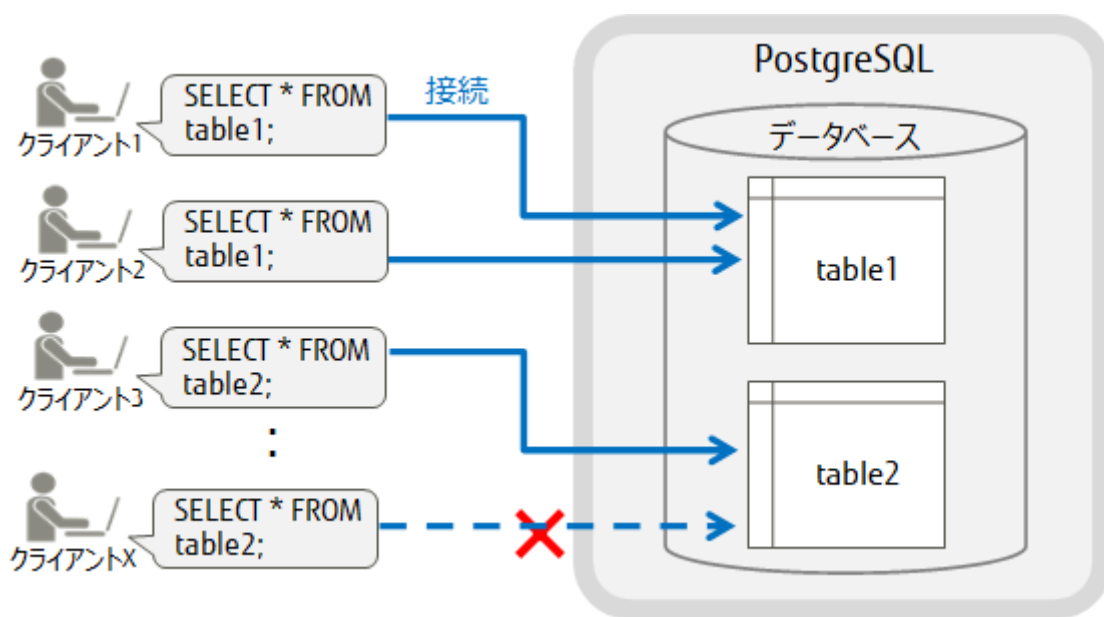 PostgreSQL
データベース
接続
SELECT * FROM
table1;
クライアント1
SELECT * FROM
table1;
クライアント2
table1
SELECT * FROM
table2;
クライアント3
:
SELECT * FROM
table2;
クライアントX
table2